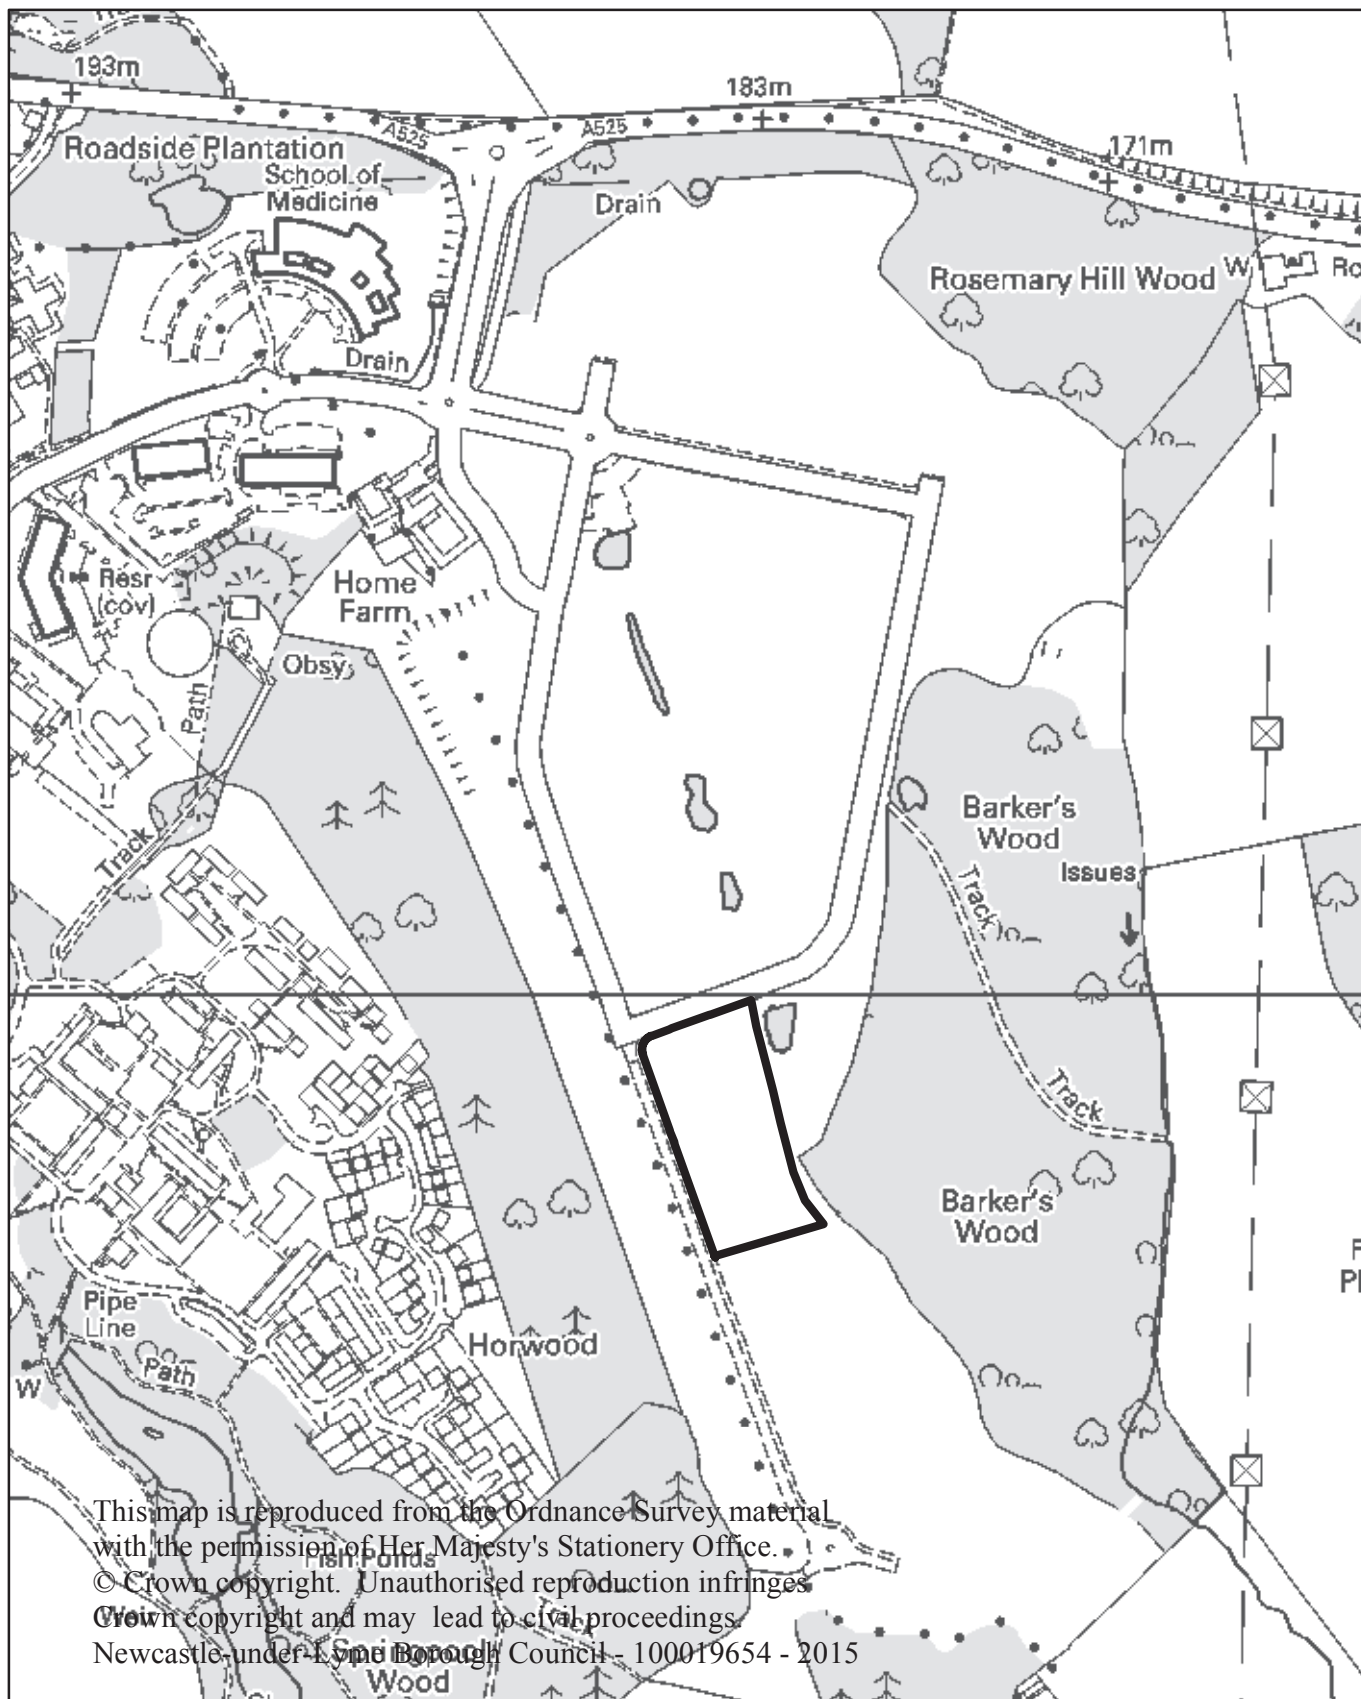 193m
183m
A525
A525
171m
Roadside Plantation
School of
Medicine
Drain
Rosemary Hill Wood
W
Drain
Resr
(cov)
Home
Farm
Obsy
Path
Barker's
Wood
Track
Issues
Track
Track
Barker's
Wood
Pipe
Line
Horwood
Path
W
This map is reproduced from the Ordnance Survey material
with the permission of Her Majesty's Stationery Office.
Fish Ponds
© Crown copyright. Unauthorised reproduction infringes
Crown copyright and may lead to civil proceedings.
Newcastle-under-Lyme Borough Council - 100019654 - 2015
Wood